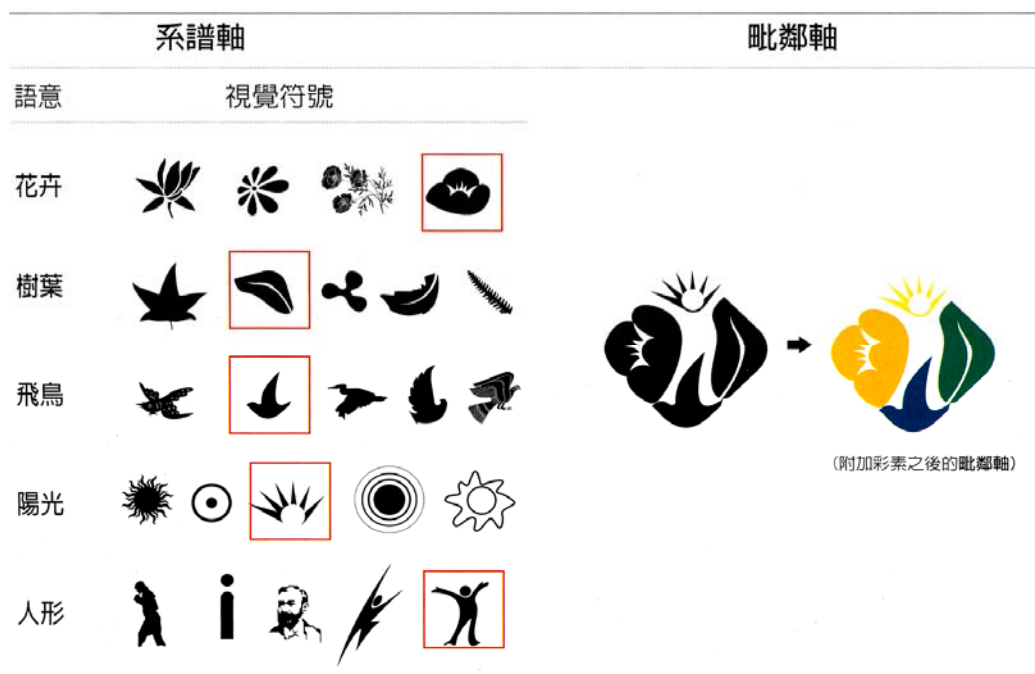 系譜軸
毗鄰軸
語意
視覺符號
花卉
樹葉
飛鳥
陽光
人形
(附加彩素之後的毗鄰軸)